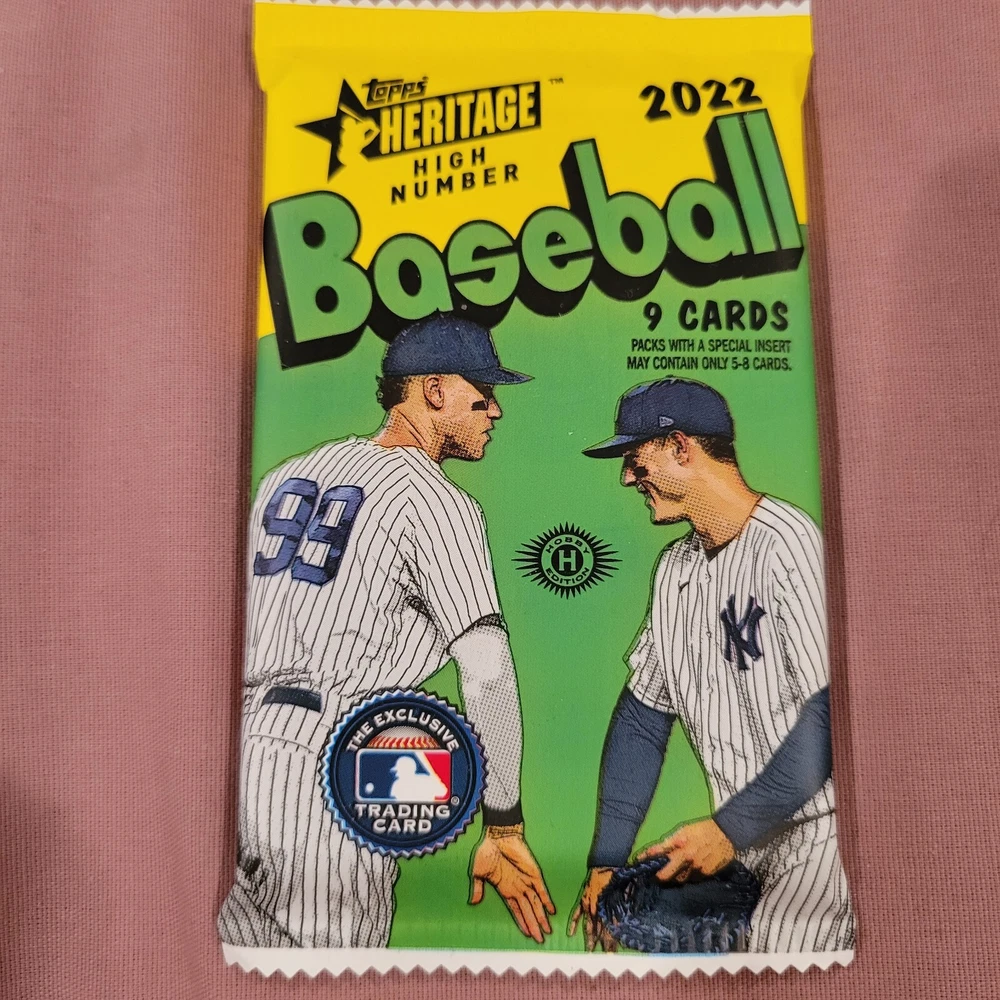 topps
HERITAGE™
2022
HIGH
NUMBER
Baseball
9 CARDS
PACKS WITH A SPECIAL INSERT
MAY CONTAIN ONLY 5-8 CARDS.
99
HOBBY
H
EDITION
NY
THE EXCLUSIVE
TRADING®
CARD